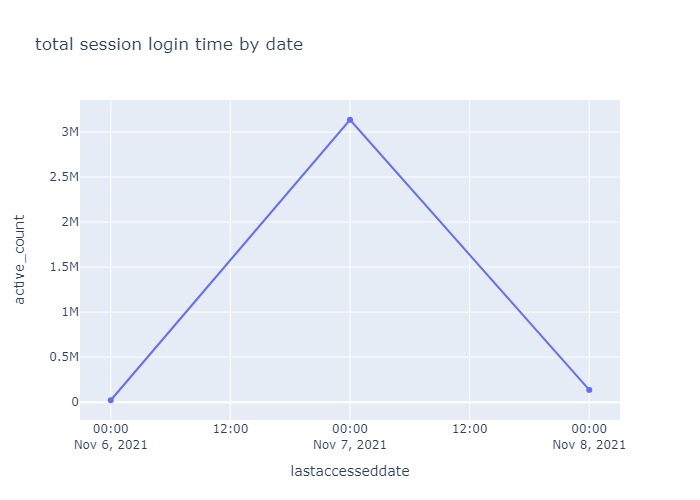 total session login time by date
3M
2.5M
2M
1.5M
1M
0.5M
0
active_count
00:00 12:00 00:00 12:00 00:00
Nov 6, 2021 Nov 7, 2021 Nov 8, 2021
lastaccesseddate